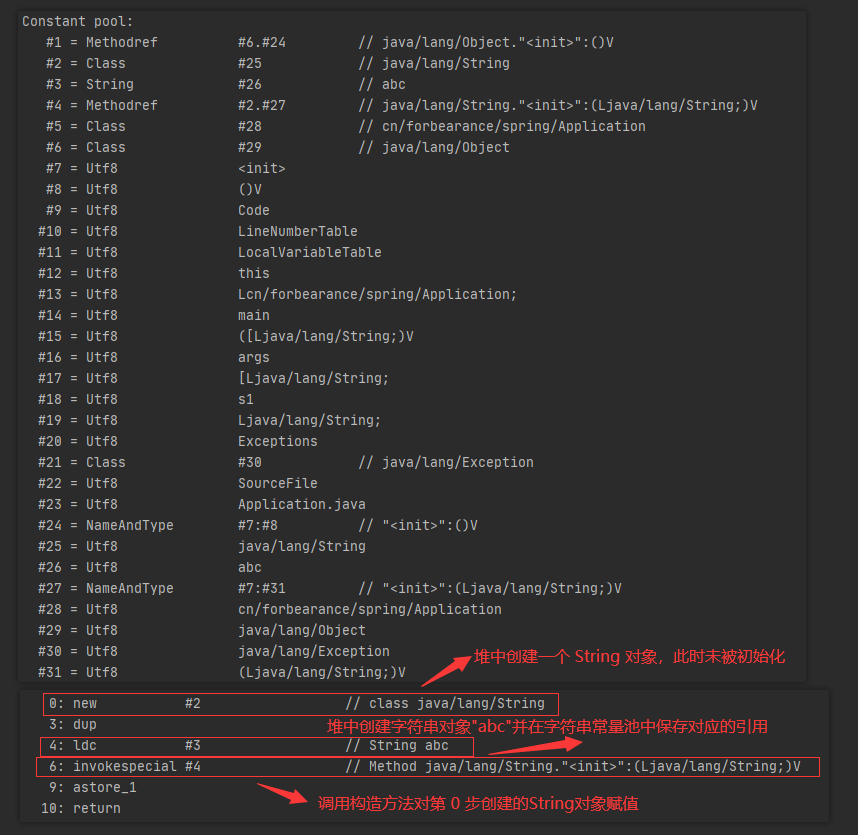 Constant pool:
#1 = Methodref #6.#24 // java/lang/Object."<init>":()V
#2 = Class #25 // java/lang/String
#3 = String #26 // abc
#4 = Methodref #2.#27 // java/lang/String."<init>":(Ljava/lang/String;)V
#5 = Class #28 // cn/forbearance/spring/Application
#6 = Class #29 // java/lang/Object
#7 = Utf8 <init>
#8 = Utf8 ()V
#9 = Utf8 Code
#10 = Utf8 LineNumberTable
#11 = Utf8 LocalVariableTable
#12 = Utf8 this
#13 = Utf8 Lcn/forbearance/spring/Application;
#14 = Utf8 main
#15 = Utf8 ([Ljava/lang/String;)V
#16 = Utf8 args
#17 = Utf8 [Ljava/lang/String;
#18 = Utf8 s1
#19 = Utf8 Ljava/lang/String;
#20 = Utf8 Exceptions
#21 = Class #30 // java/lang/Exception
#22 = Utf8 SourceFile
#23 = Utf8 Application.java
#24 = NameAndType #7:#8 // "<init>":()V
#25 = Utf8 java/lang/String
#26 = Utf8 abc
#27 = NameAndType #7:#31 // "<init>":(Ljava/lang/String;)V
#28 = Utf8 cn/forbearance/spring/Application
#29 = Utf8 java/lang/Object
#30 = Utf8 java/lang/Exception
堆中创建一个 String 对象，此时未被初始化
#31 = Utf8 (Ljava/lang/String;)V
0: new #2 // class java/lang/String
3: dup
堆中创建字符串对象"abc"并在字符串常量池中保存对应的引用
4: ldc #3 // String abc
6: invokespecial #4 // Method java/lang/String."<init>":(Ljava/lang/String;)V
9: astore_1
调用构造方法对第 0 步创建的String对象赋值
10: return